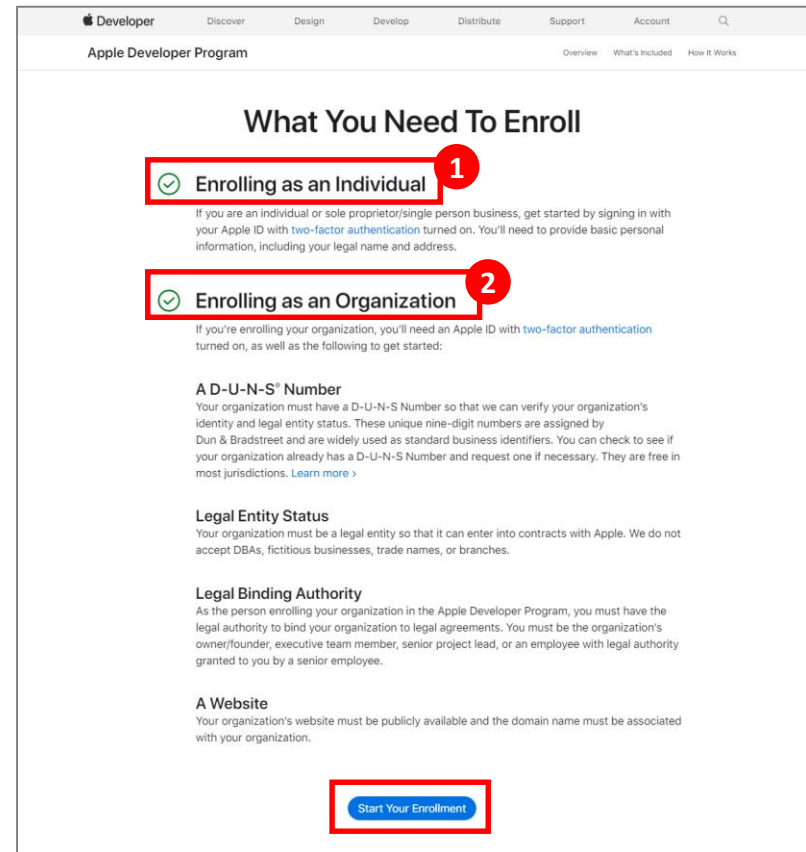 Developer Discover Design Develop Distribute Support Account
Apple Developer Program Overview What's Included How It Works
What You Need To Enroll
1
Enrolling as an Individual
If you are an individual or sole proprietor/single person business, get started by signing in with
your Apple ID with two-factor authentication turned on. You'll need to provide basic personal
information, including your legal name and address.
2
Enrolling as an Organization
If you're enrolling your organization, you'll need an Apple ID with two-factor authentication
turned on, as well as the following to get started:
A D-U-N-S® Number
Your organization must have a D-U-N-S Number so that we can verify your organization's
identity and legal entity status. These unique nine-digit numbers are assigned by
Dun & Bradstreet and are widely used as standard business identifiers. You can check to see if
your organization already has a D-U-N-S Number and request one if necessary. They are free in
most jurisdictions. Learn more >
Legal Entity Status
Your organization must be a legal entity so that it can enter into contracts with Apple. We do not
accept DBAs, fictitious businesses, trade names, or branches.
Legal Binding Authority
As the person enrolling your organization in the Apple Developer Program, you must have the
legal authority to bind your organization to legal agreements. You must be the organization's
owner/founder, executive team member, senior project lead, or an employee with legal authority
granted to you by a senior employee.
A Website
Your organization's website must be publicly available and the domain name must be associated
with your organization.
Start Your Enrollment